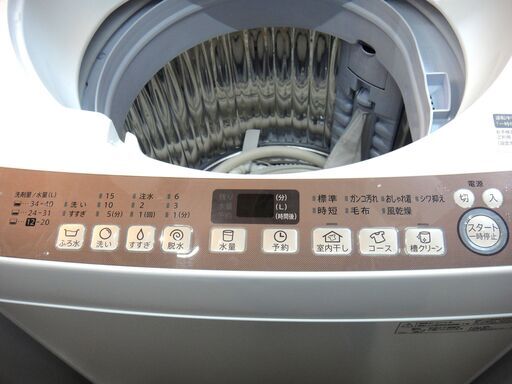 洗剤量/水量(L) 15 注水 6 (分) 標準 ガンコ汚れ おしゃれ着 シワ抑え 電源
34-40 洗い 10 2 3 (L) 時短 毛布 風乾燥 切 入
24-31 すすぎ 5(分) 1(回) 1(分) (時間後)
12-20
ふろ水 洗い すすぎ 脱水 水量 予約 室内干し コース 槽クリーン スタート
一時停止